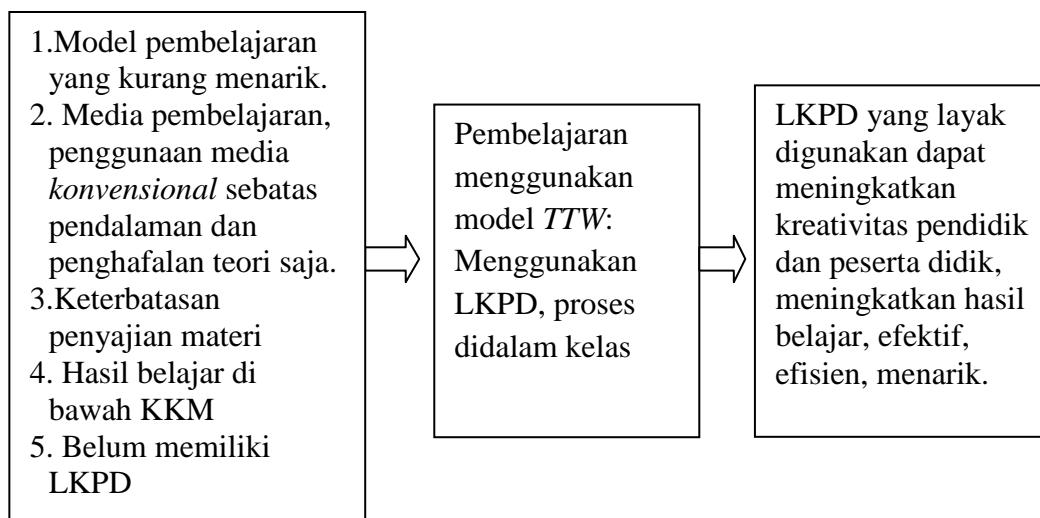 1.Model pembelajaran
yang kurang menarik.
2. Media pembelajaran,
penggunaan media
konvensional sebatas
pendalaman dan
penghafalan teori saja.
3.Keterbatasan
penyajian materi
4. Hasil belajar di
bawah KKM
5. Belum memiliki
LKPD
Pembelajaran
menggunakan
model TTW:
Menggunakan
LKPD, proses
didalam kelas
LKPD yang layak
digunakan dapat
meningkatkan
kreativitas pendidik
dan peserta didik,
meningkatkan hasil
belajar, efektif,
efisien, menarik.